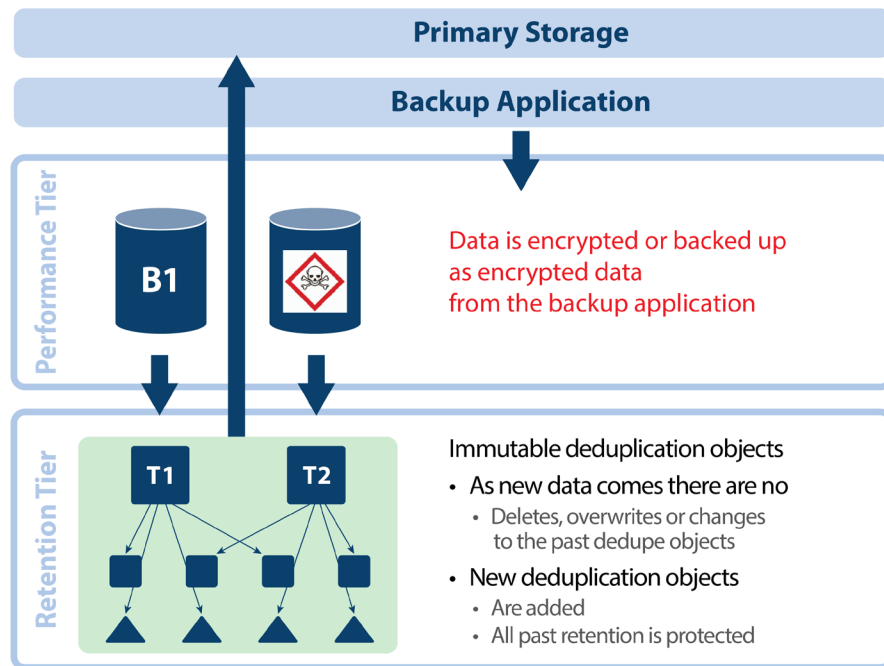 Primary Storage
Backup Application
Performance Tier
B1
Data is encrypted or backed up
as encrypted data
from the backup application
Retention Tier
T1
T2
Immutable deduplication objects
• As new data comes there are no
• Deletes, overwrites or changes
to the past dedupe objects
• New deduplication objects
• Are added
• All past retention is protected